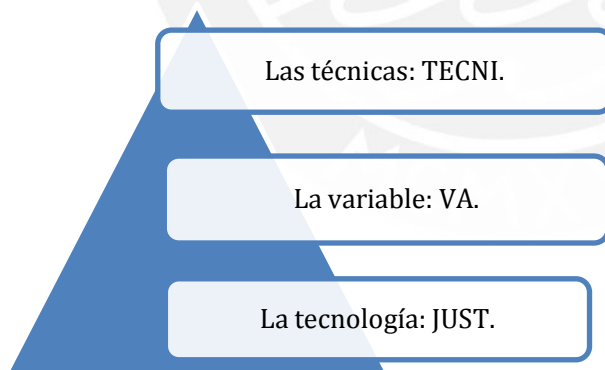 Las técnicas: TECNI.
La variable: VA.
La tecnología: JUST.